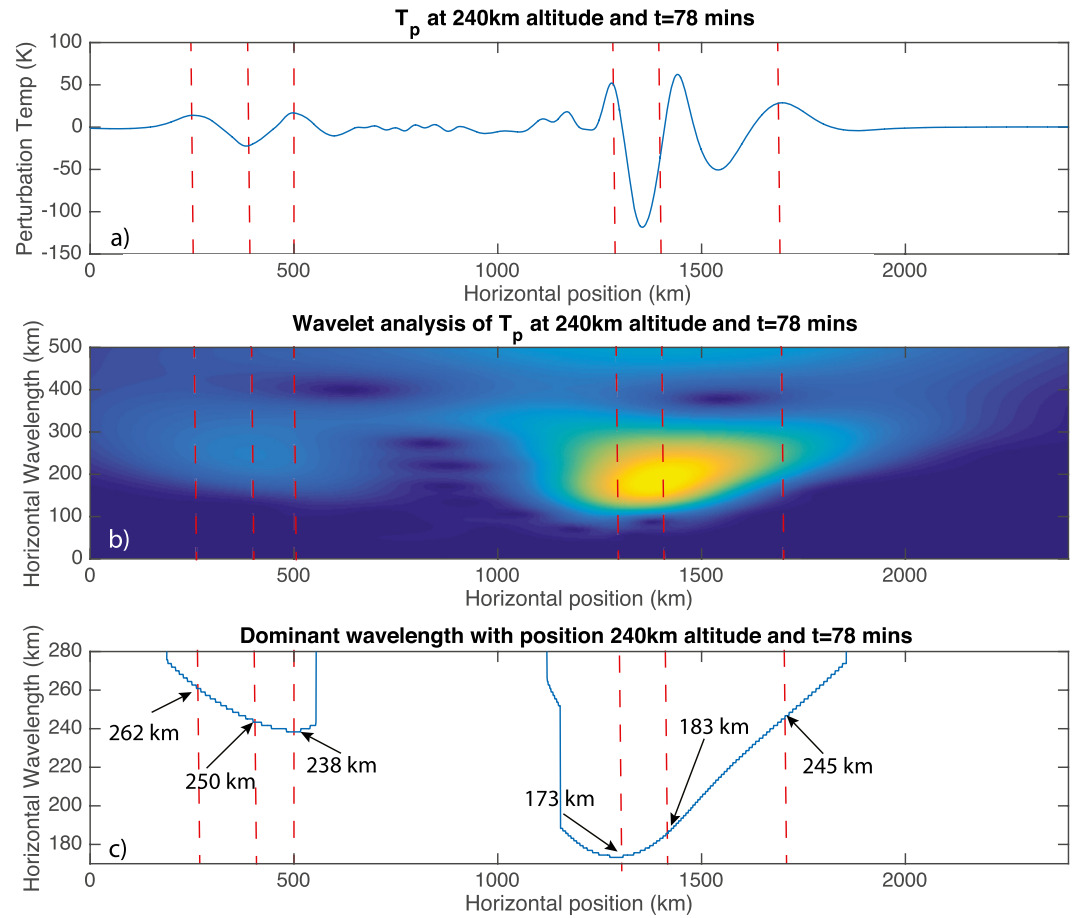 Tp at 240km altitude and t=78 mins
Perturbation Temp (K)
100
50
0
-50
-100
-150
a)
0 500 1000 1500 2000
Horizontal position (km)
Wavelet analysis of Tp at 240km altitude and t=78 mins
Horizontal Wavelength (km)
500
400
300
200
100
0
b)
0 500 1000 1500 2000
Horizontal position (km)
Dominant wavelength with position 240km altitude and t=78 mins
Horizontal Wavelength (km)
280
260
240
220
200
180
262 km
250 km
238 km
173 km
183 km
245 km
c)
0 500 1000 1500 2000
Horizontal position (km)